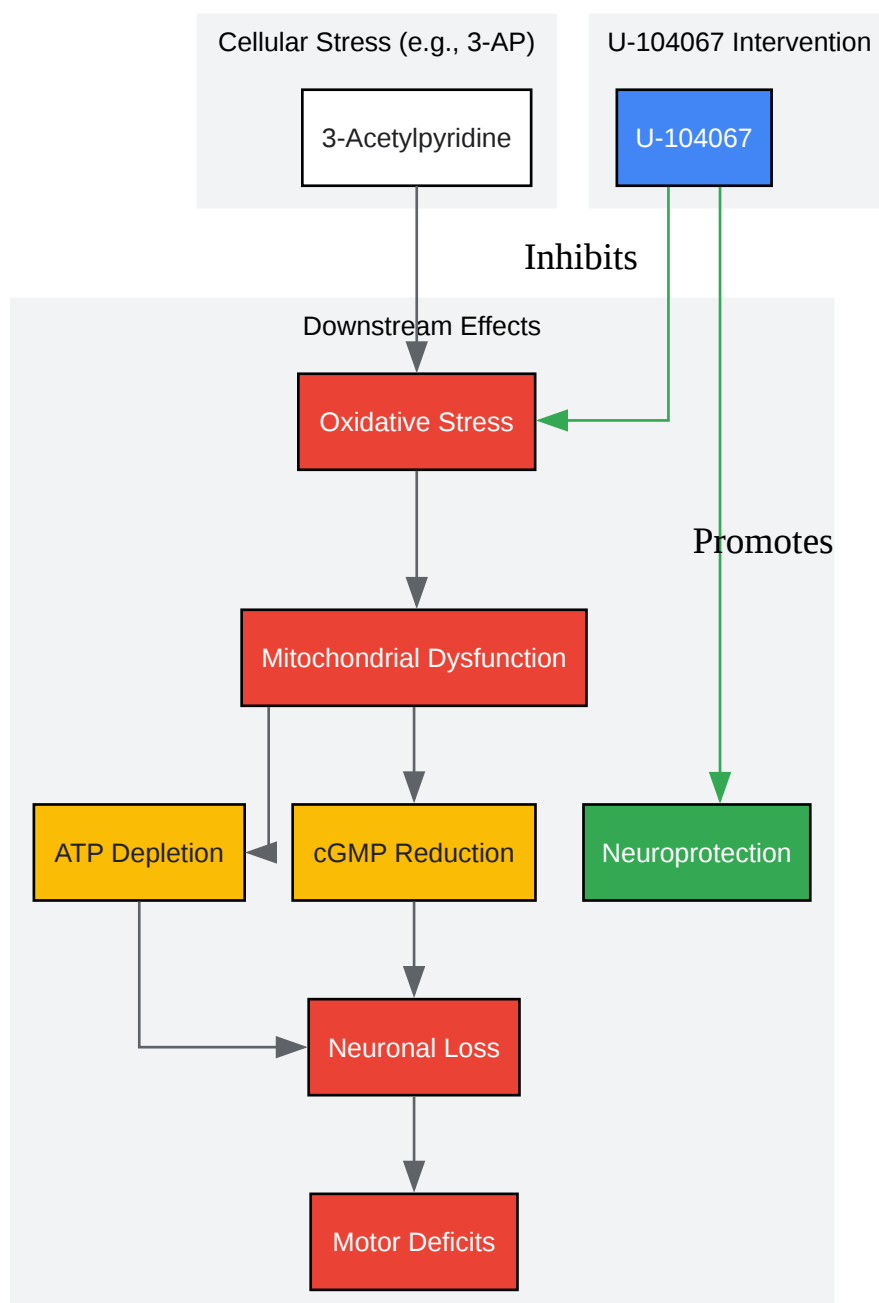 Cellular Stress (e.g., 3-AP)
U-104067 Intervention
3-Acetylpyridine
U-104067
Inhibits
Downstream Effects
Oxidative Stress
Promotes
Mitochondrial Dysfunction
ATP Depletion
cGMP Reduction
Neuroprotection
Neuronal Loss
Motor Deficits